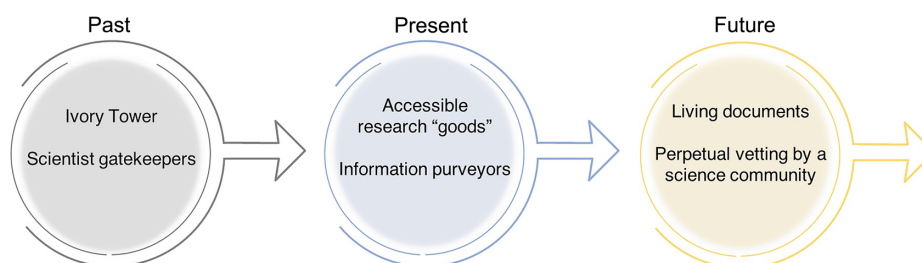 Past
Ivory Tower
Scientist gatekeepers
Present
Accessible
research “goods”
Information purveyors
Future
Living documents
Perpetual vetting by a
science community